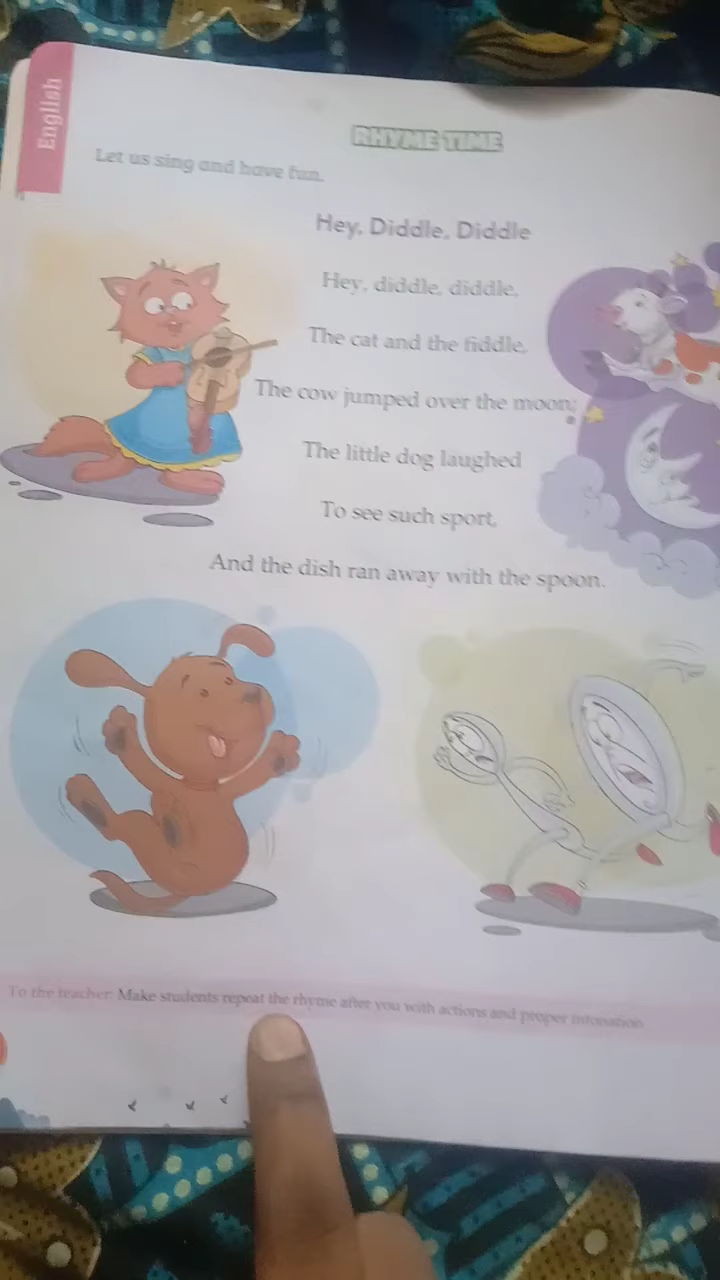 English
RHYME TIME
Let us sing and have fun.
Hey, Diddle, Diddle
Hey, diddle, diddle,
The cat and the fiddle,
The cow jumped over the moon;
The little dog laughed
To see such sport,
And the dish ran away with the spoon.
To the teacher: Make students repeat the rhyme after you with actions and proper intonation